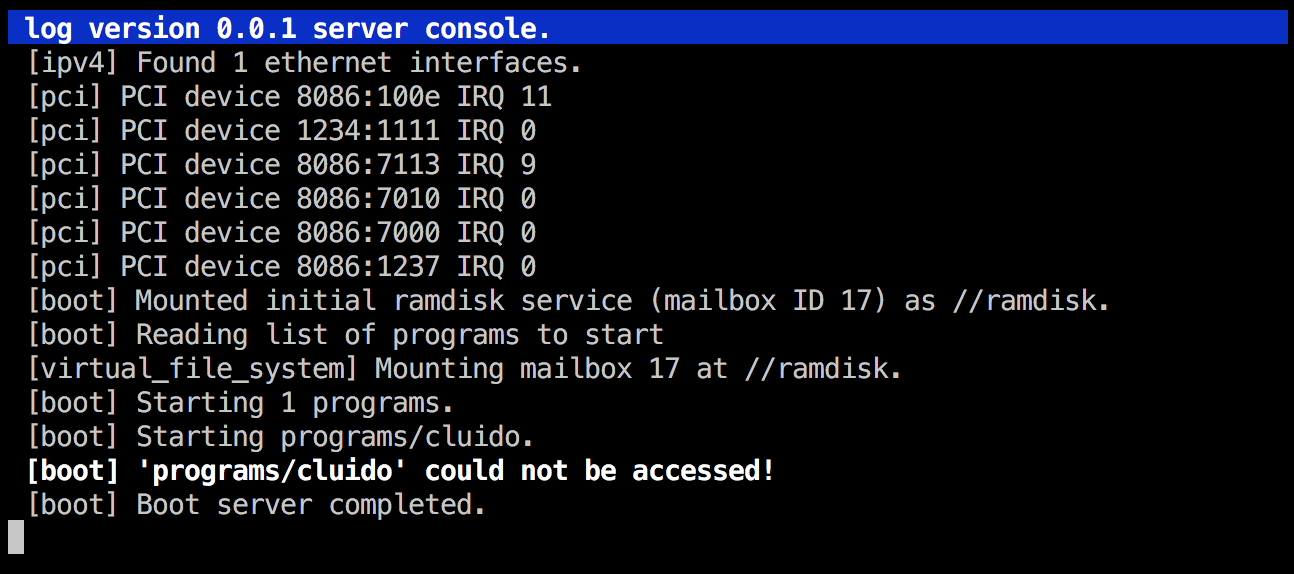 log version 0.0.1 server console.
[ipv4] Found 1 ethernet interfaces.
[pci] PCI device 8086:100e IRQ 11
[pci] PCI device 1234:1111 IRQ 0
[pci] PCI device 8086:7113 IRQ 9
[pci] PCI device 8086:7010 IRQ 0
[pci] PCI device 8086:7000 IRQ 0
[pci] PCI device 8086:1237 IRQ 0
[boot] Mounted initial ramdisk service (mailbox ID 17) as //ramdisk.
[boot] Reading list of programs to start
[virtual_file_system] Mounting mailbox 17 at //ramdisk.
[boot] Starting 1 programs.
[boot] Starting programs/cluido.
[boot] 'programs/cluido' could not be accessed!
[boot] Boot server completed.